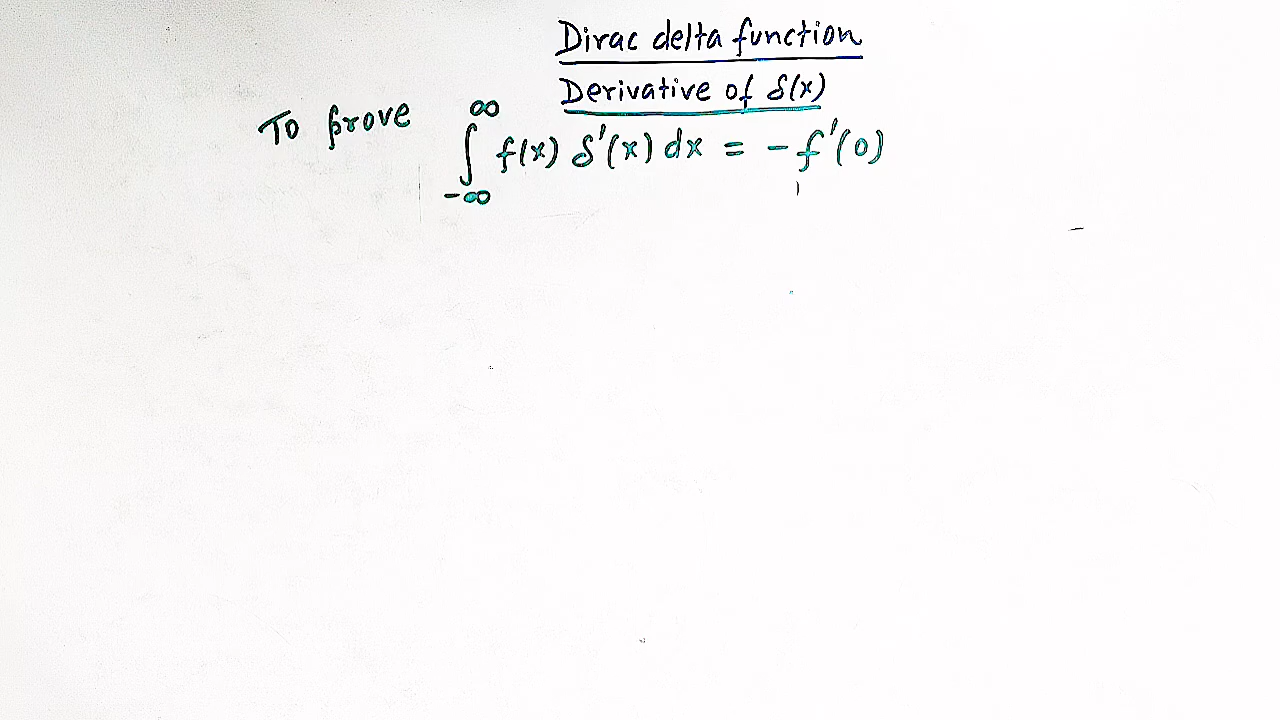 Dirac delta function
Derivative of δ(x)
To prove ∫_{-∞}^{∞} f(x) δ'(x) dx = -f'(0)